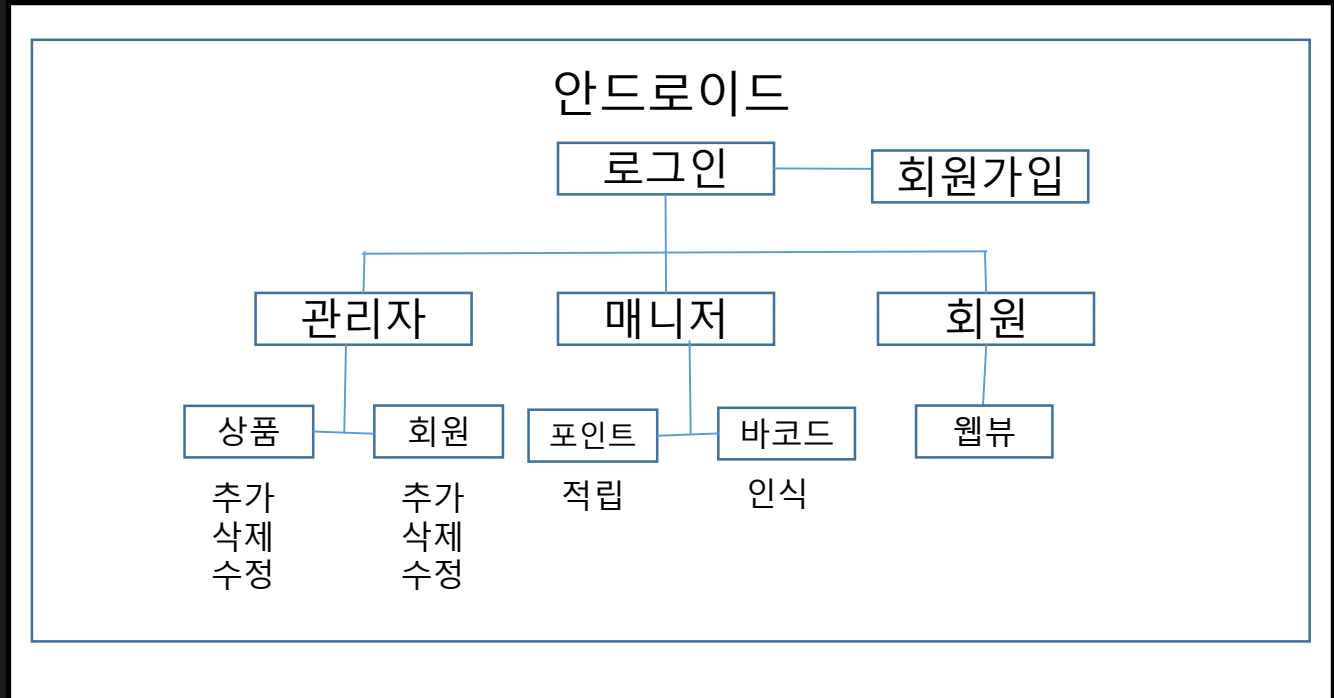 안드로이드
로그인
회원가입
관리자
매니저
회원
상품
회원
포인트
바코드
웹뷰
추가
삭제
수정
추가
삭제
수정
적립
인식